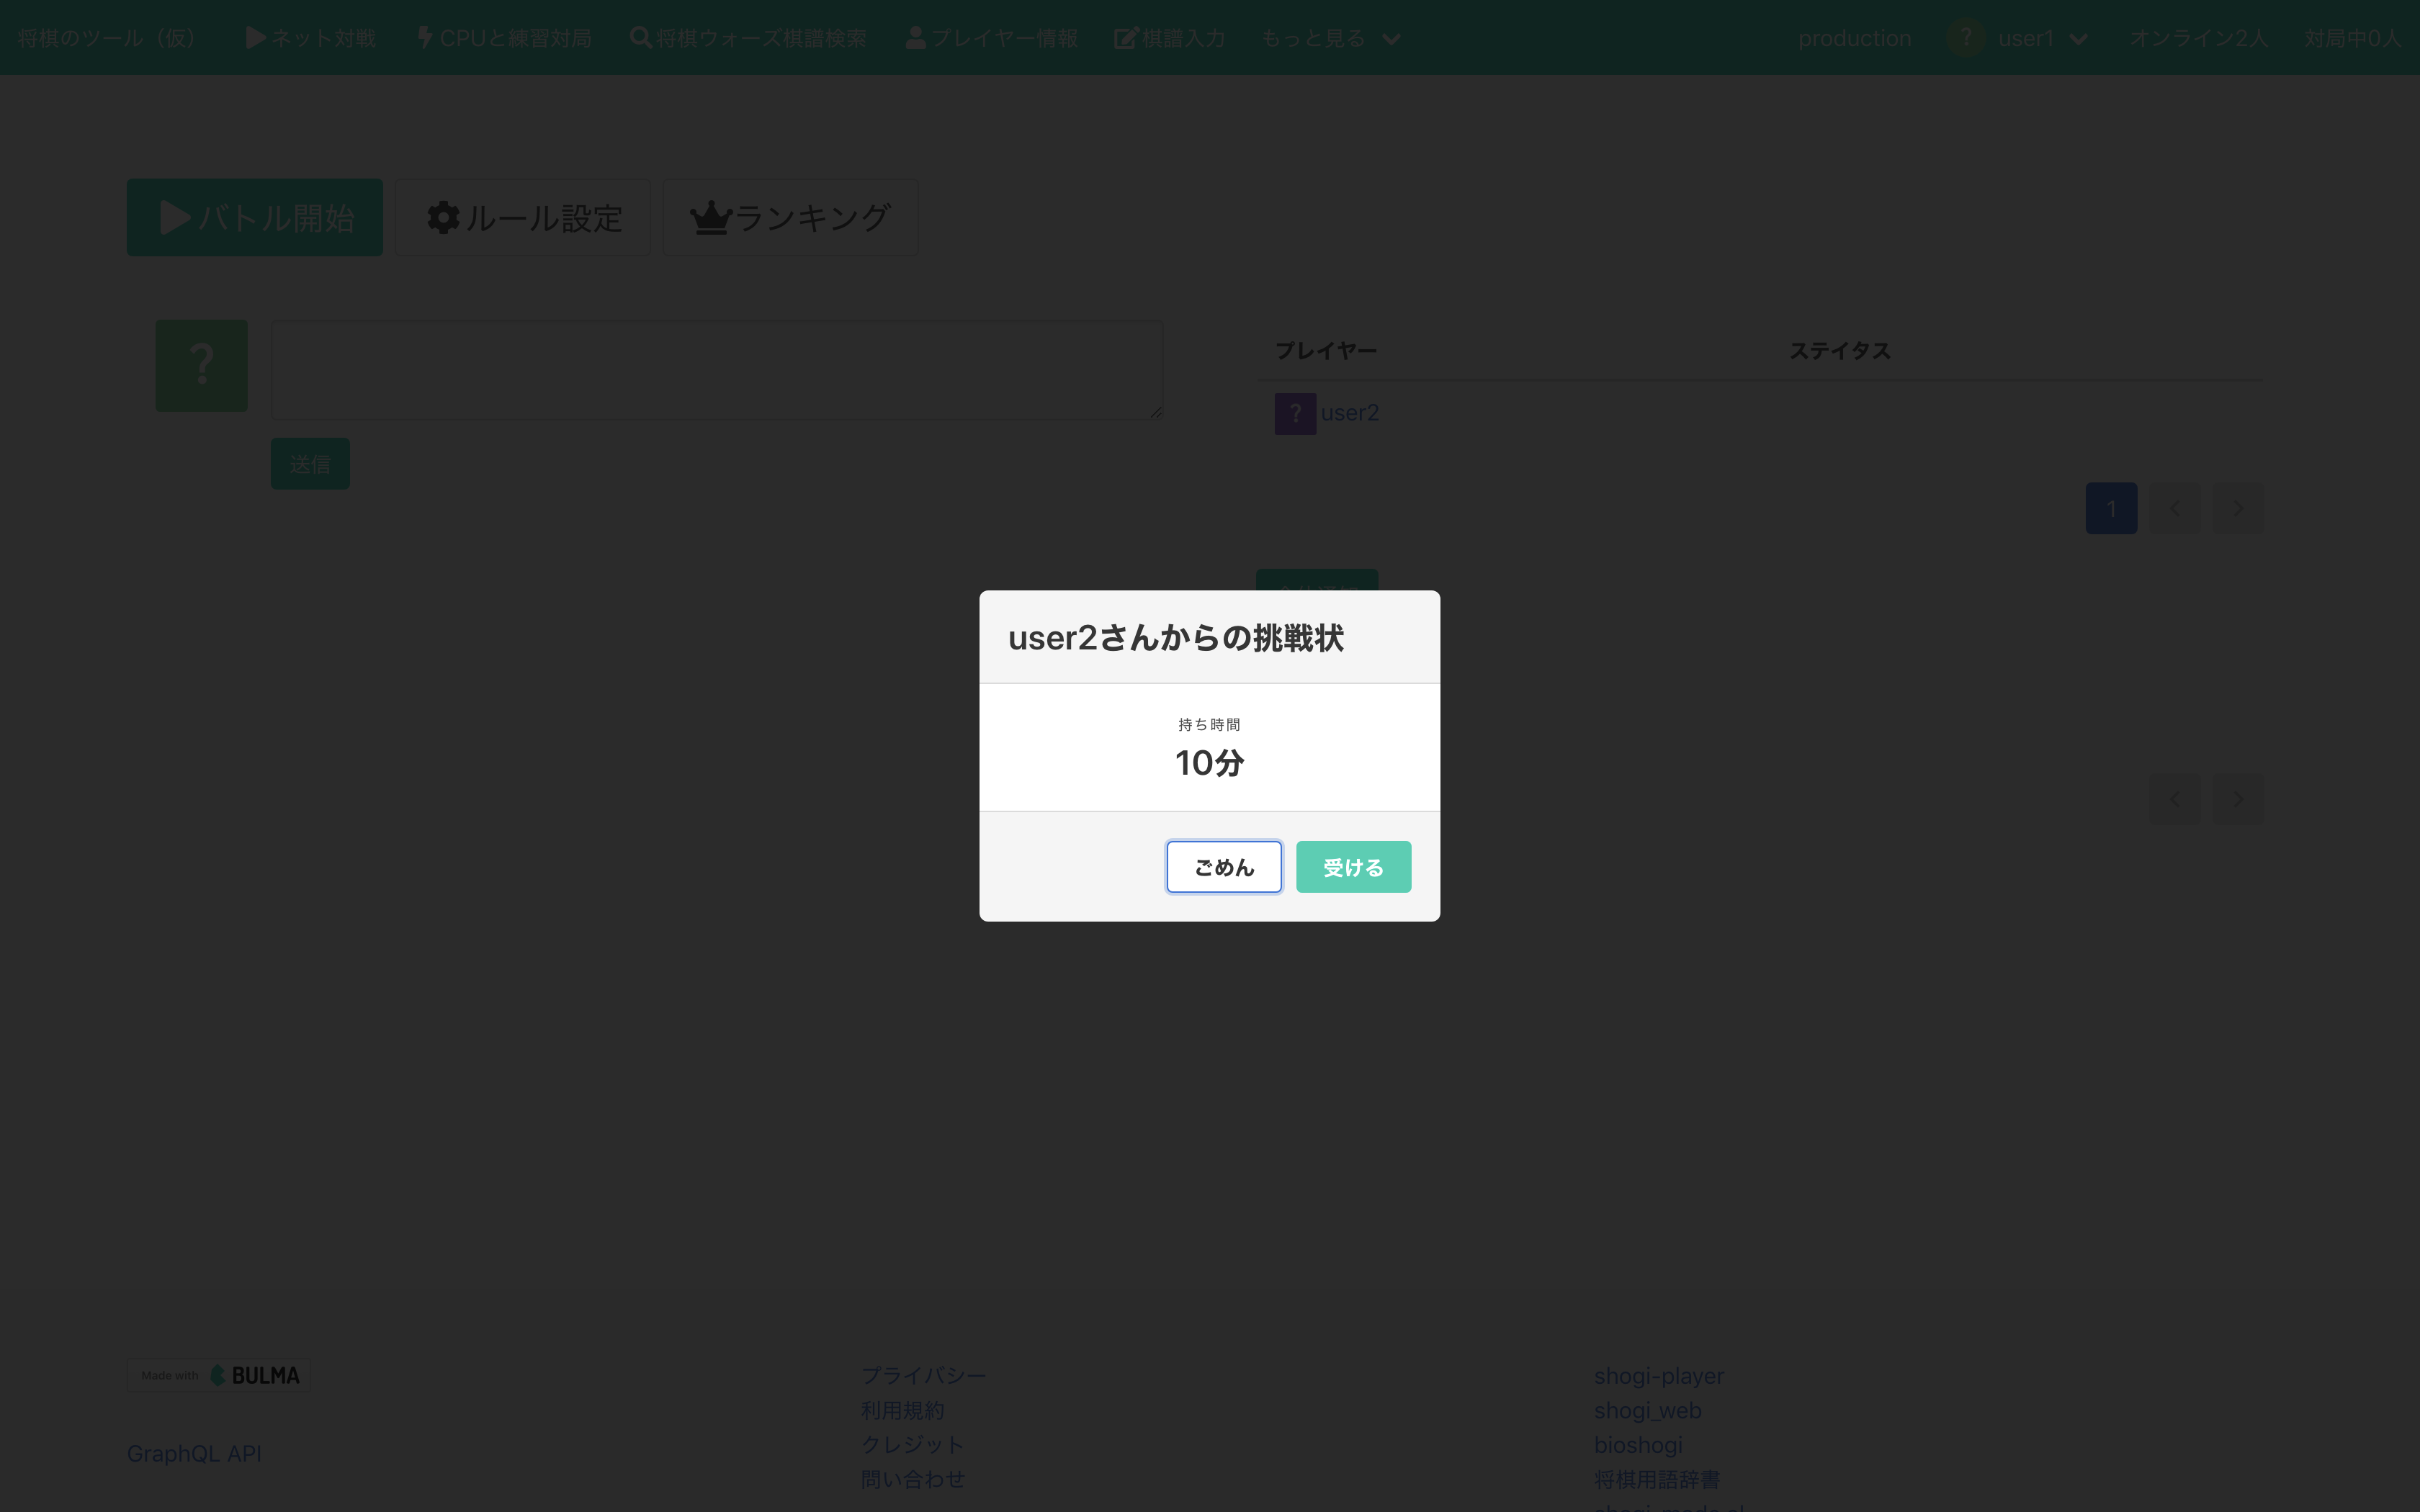 将棋のツール（仮） ネット対戦 CPUと練習対局 将棋ウォーズ棋譜検索 プレイヤー情報 棋譜入力 もっと見る production ? user1 オンライン2人 対局中0人
バトル開始 ルール設定 ランキング
?
送信
プレイヤー ステイタス
? user2
1
user2さんからの挑戦状
持ち時間
10分
ごめん 受ける
Made with BULMA
GraphQL API
プライバシー
利用規約
クレジット
問い合わせ
shogi-player
shogi_web
bioshogi
将棋用語辞書